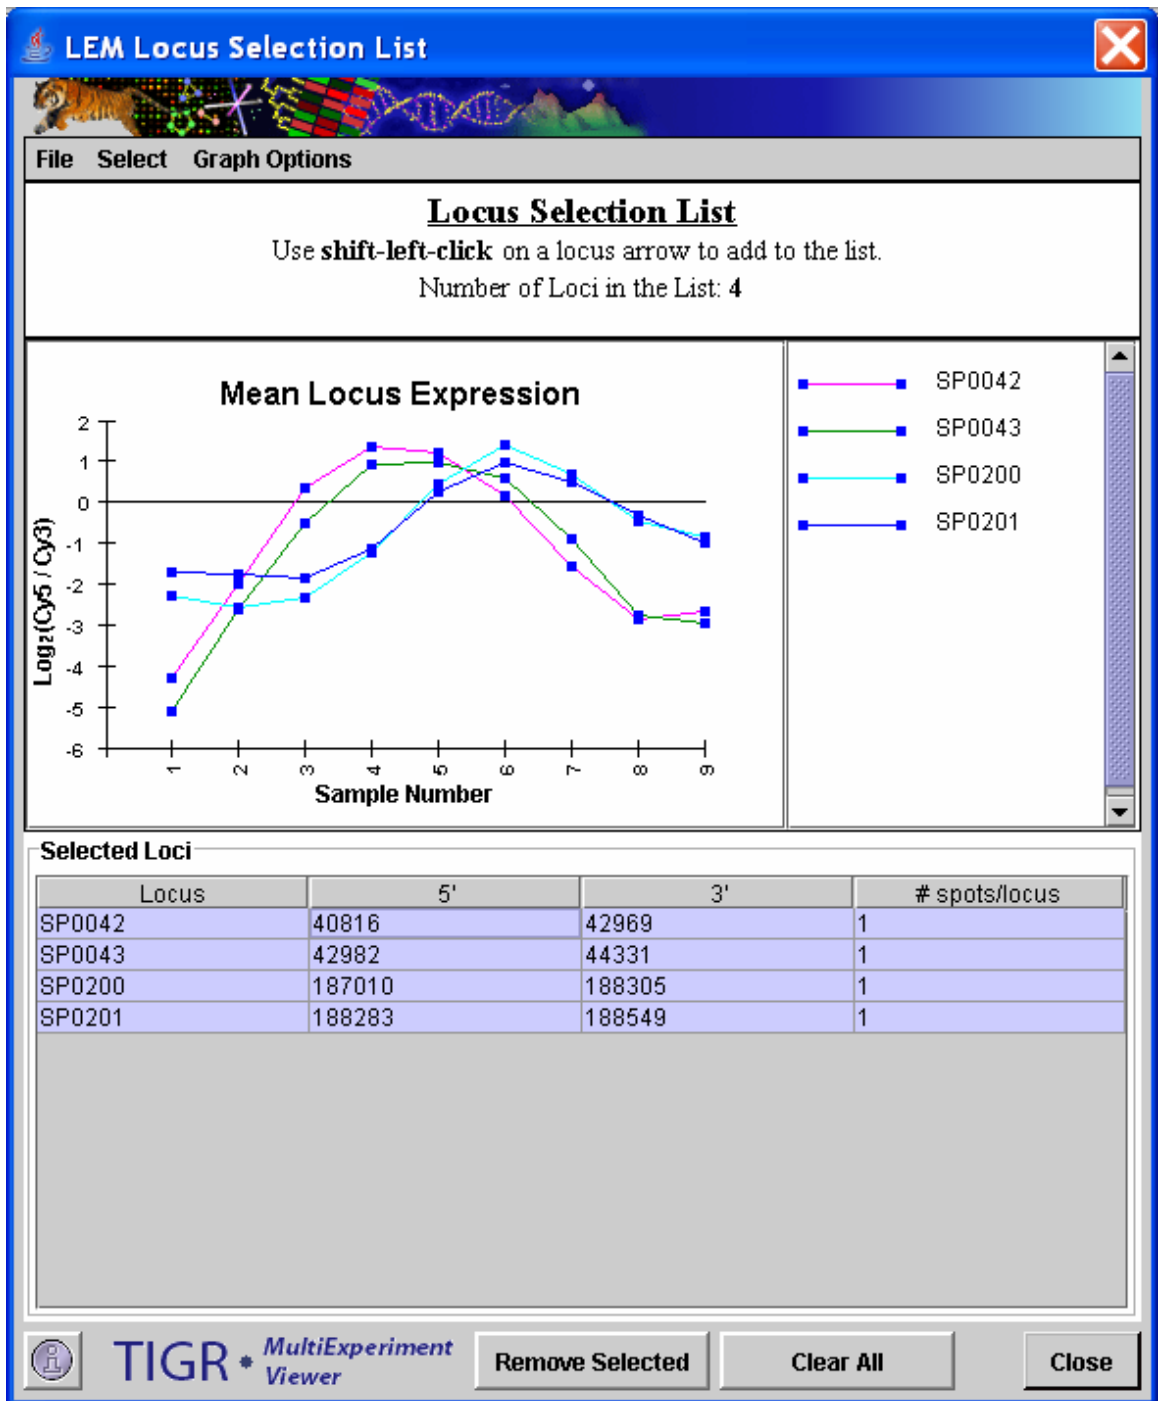 LEM Locus Selection List
File Select Graph Options
Locus Selection List
Use shift-left-click on a locus arrow to add to the list.
Number of Loci in the List: 4
Mean Locus Expression
2
1
0
-1
-2
-3
-4
-5
-6
Log2(Cy5 / Cy3)
1 2 3 4 5 6 7 8 9
Sample Number
SP0042
SP0043
SP0200
SP0201
Selected Loci
Locus 5' 3' # spots/locus
SP0042 40816 42969 1
SP0043 42982 44331 1
SP0200 187010 188305 1
SP0201 188283 188549 1
TIGR • MultiExperiment Viewer
Remove Selected
Clear All
Close